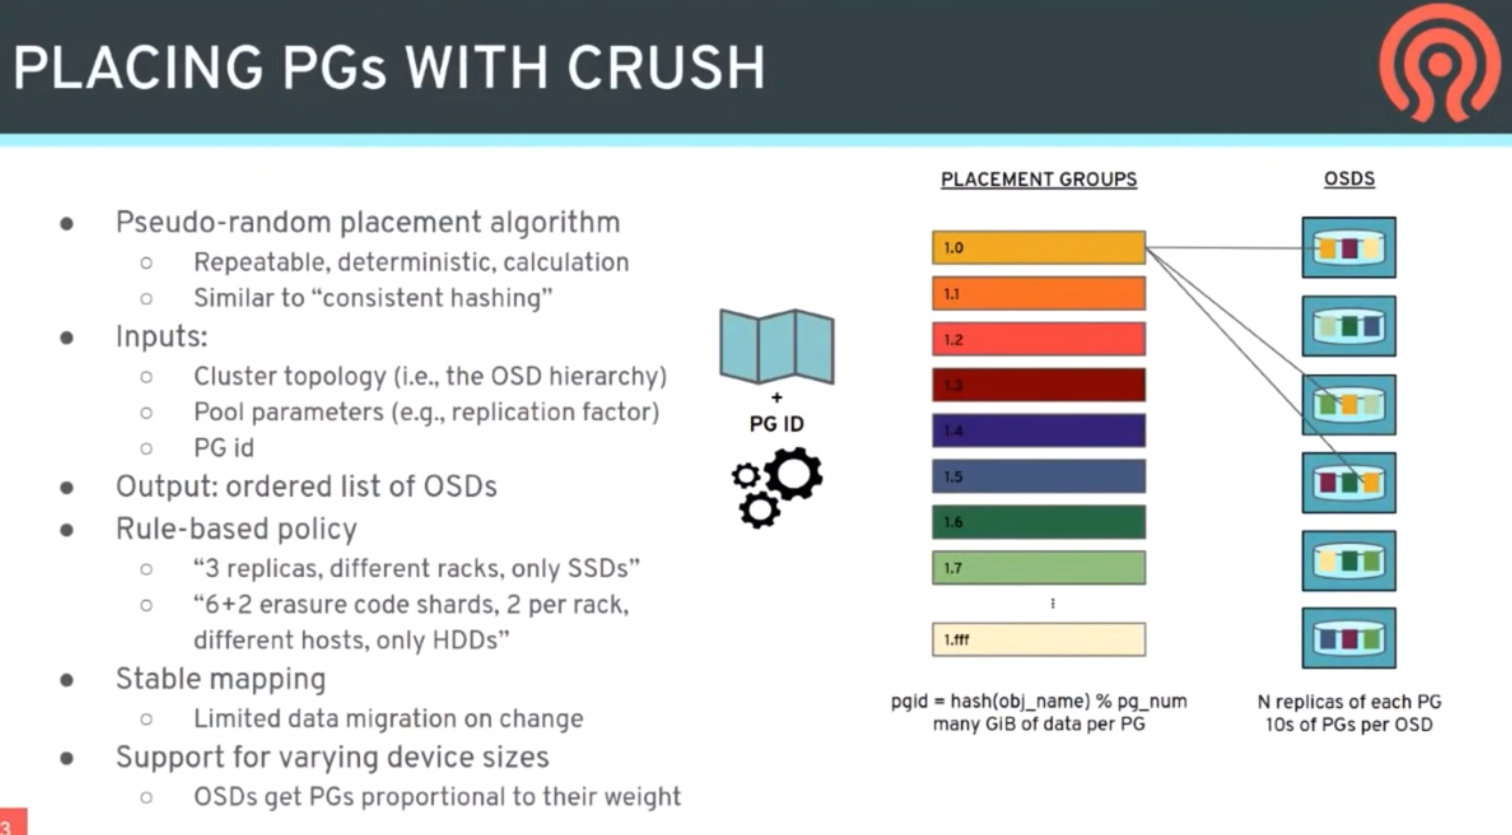 PLACING PGs WITH CRUSH
● Pseudo-random placement algorithm
○ Repeatable, deterministic, calculation
○ Similar to “consistent hashing”
● Inputs:
○ Cluster topology (i.e., the OSD hierarchy)
○ Pool parameters (e.g., replication factor)
○ PG id
● Output: ordered list of OSDs
● Rule-based policy
○ “3 replicas, different racks, only SSDs”
○ “6+2 erasure code shards, 2 per rack,
different hosts, only HDDs”
● Stable mapping
○ Limited data migration on change
● Support for varying device sizes
○ OSDs get PGs proportional to their weight
+
PG ID
PLACEMENT GROUPS
1.0
1.1
1.2
1.3
1.4
1.5
1.6
1.7
⋮
1.fff
pgid = hash(obj_name) % pg_num
many GiB of data per PG
OSDS
N replicas of each PG
10s of PGs per OSD
3